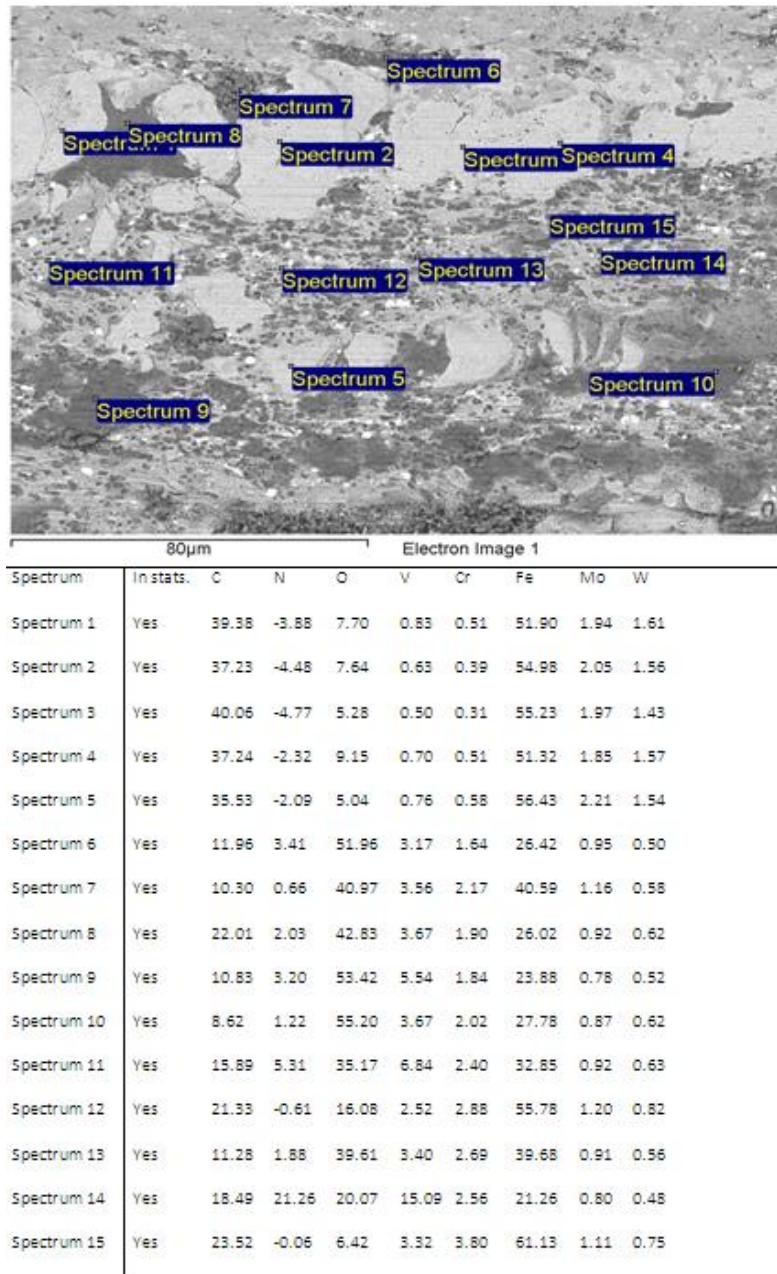 Spectrum 6
Spectrum 7
Spectrum 8
Spectrum 2
Spectrum
Spectrum 4
Spectrum 15
Spectrum 11
Spectrum 12
Spectrum 13
Spectrum 14
Spectrum 5
Spectrum 10
Spectrum 9
80µm Electron Image 1
Spectrum In stats. C N O V Cr Fe Mo W
Spectrum 1 Yes 39.38 -3.88 7.70 0.83 0.51 51.90 1.94 1.61
Spectrum 2 Yes 37.23 -4.48 7.64 0.63 0.39 54.98 2.05 1.56
Spectrum 3 Yes 40.06 -4.77 5.28 0.50 0.31 55.23 1.97 1.43
Spectrum 4 Yes 37.24 -2.32 9.15 0.70 0.51 51.32 1.85 1.57
Spectrum 5 Yes 35.53 -2.09 5.04 0.76 0.58 56.43 2.21 1.54
Spectrum 6 Yes 11.96 3.41 51.96 3.17 1.64 26.42 0.95 0.50
Spectrum 7 Yes 10.30 0.66 40.97 3.56 2.17 40.59 1.16 0.58
Spectrum 8 Yes 22.01 2.03 42.83 3.67 1.90 26.02 0.92 0.62
Spectrum 9 Yes 10.83 3.20 53.42 5.54 1.84 23.88 0.78 0.52
Spectrum 10 Yes 8.62 1.22 55.20 3.67 2.02 27.78 0.87 0.62
Spectrum 11 Yes 15.89 5.31 35.17 6.84 2.40 32.85 0.92 0.63
Spectrum 12 Yes 21.33 -0.61 16.08 2.52 2.88 55.78 1.20 0.82
Spectrum 13 Yes 11.28 1.88 39.61 3.40 2.69 39.68 0.91 0.56
Spectrum 14 Yes 18.49 21.26 20.07 15.09 2.56 21.26 0.80 0.48
Spectrum 15 Yes 23.52 -0.06 6.42 3.32 3.80 61.13 1.11 0.75